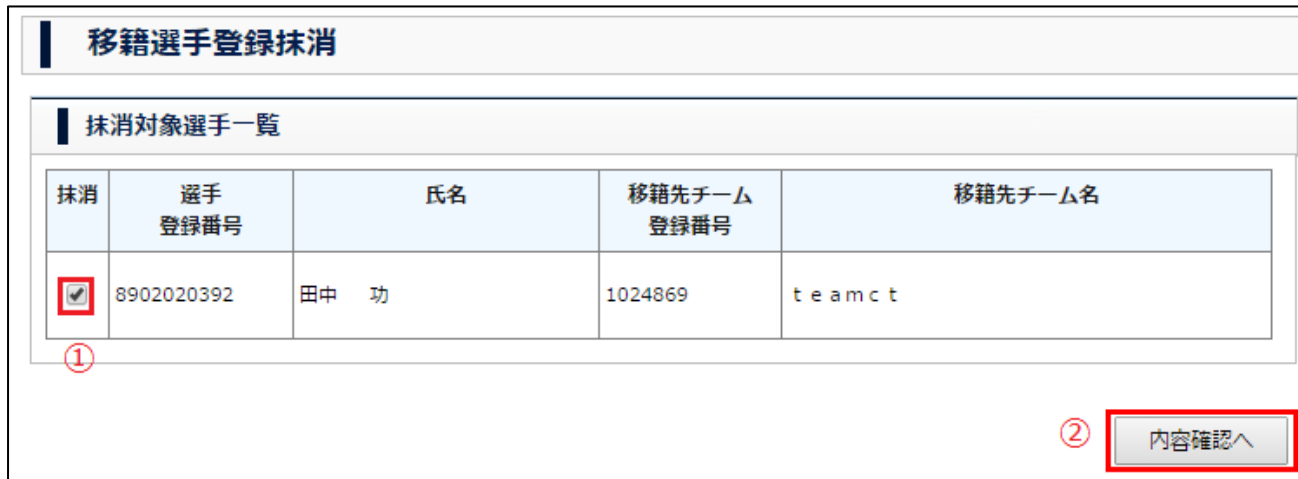 移籍選手登録抹消
抹消対象選手一覧
抹消 選手 氏名 移籍先チーム 移籍先チーム名
登録番号 登録番号
8902020392 田中　功 1024869 ｔｅａｍｃｔ
①
② 内容確認へ